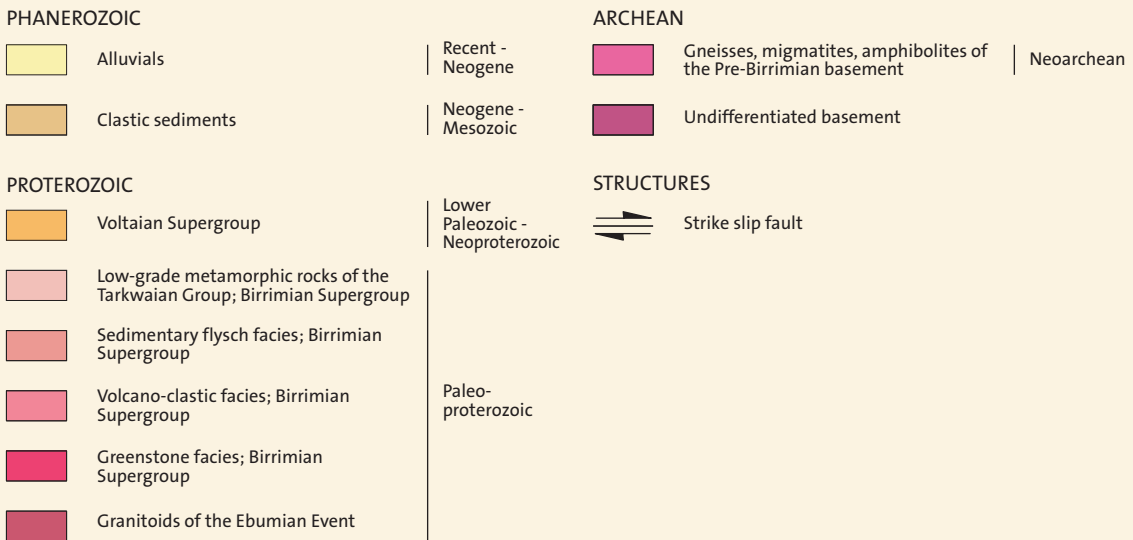 PHANEROZOIC
Alluvials
Recent -
Neogene
Clastic sediments
Neogene -
Mesozoic
PROTEROZOIC
Voltaian Supergroup
Lower
Paleozoic -
Neoproterozoic
Low-grade metamorphic rocks of the
Tarkwaian Group; Birrimian Supergroup
Sedimentary flysch facies; Birrimian
Supergroup
Volcano-clastic facies; Birrimian
Supergroup
Paleo-
proterozoic
Greenstone facies; Birrimian
Supergroup
Granitoids of the Ebumian Event
ARCHEAN
Gneisses, migmatites, amphibolites of
the Pre-Birrimian basement
Neoarchean
Undifferentiated basement
STRUCTURES
Strike slip fault